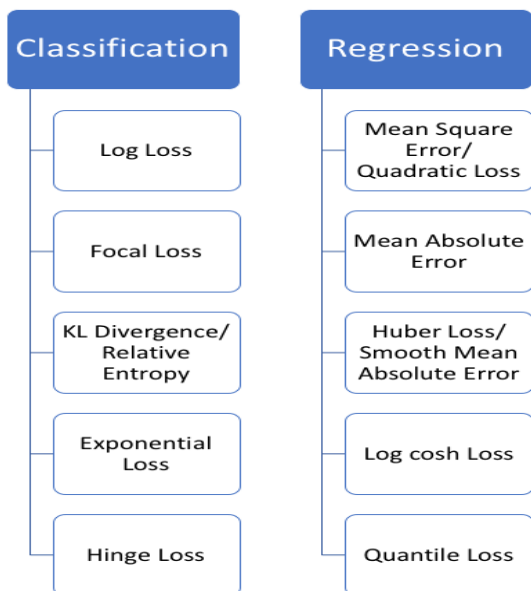 Classification
Log Loss
Focal Loss
KL Divergence/
Relative
Entropy
Exponential
Loss
Hinge Loss
Regression
Mean Square
Error/
Quadratic Loss
Mean Absolute
Error
Huber Loss/
Smooth Mean
Absolute Error
Log cosh Loss
Quantile Loss